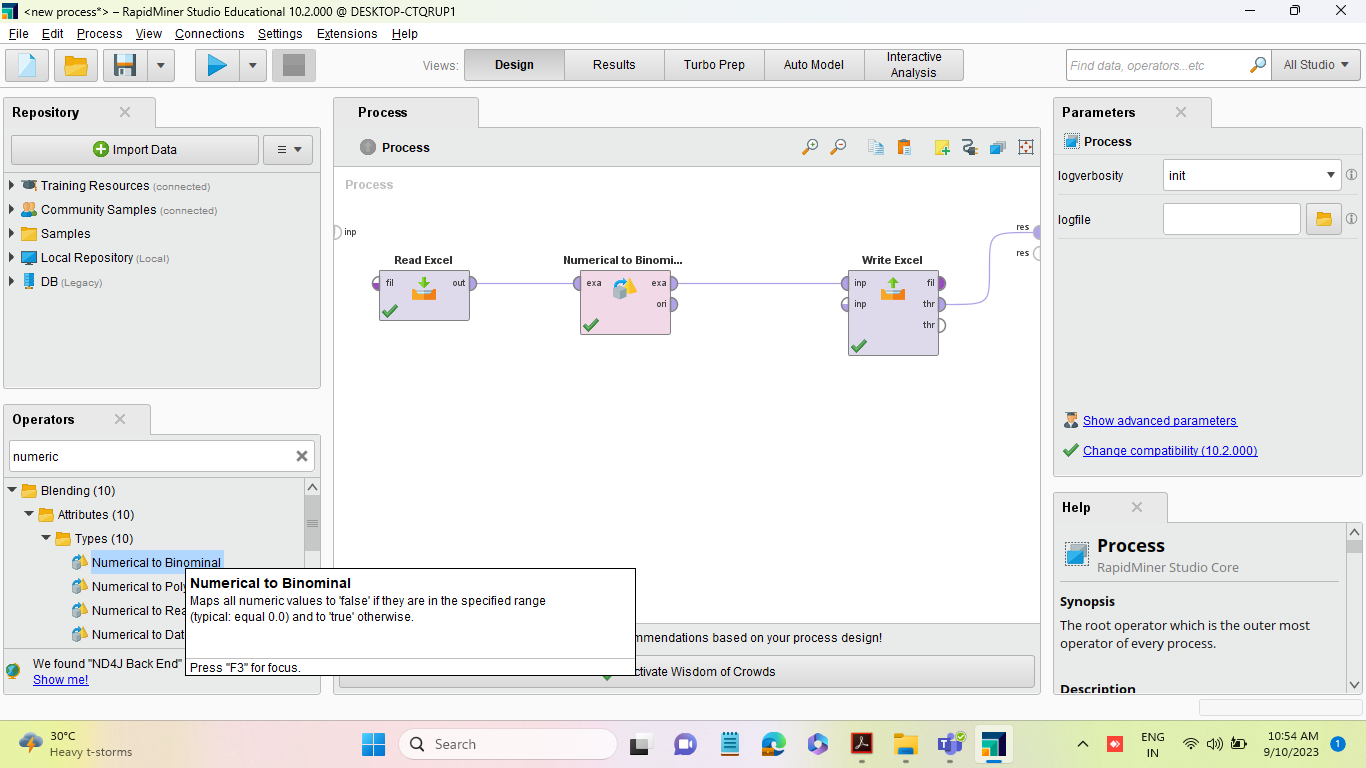 <new process*> – RapidMiner Studio Educational 10.2.000 @ DESKTOP-CTQRUP1
File Edit Process View Connections Settings Extensions Help
Views:
Design
Results
Turbo Prep
Auto Model
Interactive
Analysis
Find data, operators...etc
All Studio
Repository
Import Data
Training Resources (connected)
Community Samples (connected)
Samples
Local Repository (Local)
DB (Legacy)
Operators
numeric
Blending (10)
Attributes (10)
Types (10)
Numerical to Binominal
Numerical to Poly
Numerical to Rea
Numerical to Dat
We found "ND4J Back End"
Show me!
Process
Process
Process
inp
res
res
Read Excel
fil
out
Numerical to Binomi...
exa
exa
ori
Write Excel
inp
fil
inp
thr
thr
Numerical to Binominal
Maps all numeric values to 'false' if they are in the specified range
(typical: equal 0.0) and to 'true' otherwise.
Press "F3" for focus.
mmendations based on your process design!
ctivate Wisdom of Crowds
Parameters
Process
logverbosity
init
logfile
Show advanced parameters
Change compatibility (10.2.000)
Help
Process
RapidMiner Studio Core
Synopsis
The root operator which is the outer most
operator of every process.
Description
30°C
Heavy t-storms
Search
ENG
IN
10:54 AM
9/10/2023
1